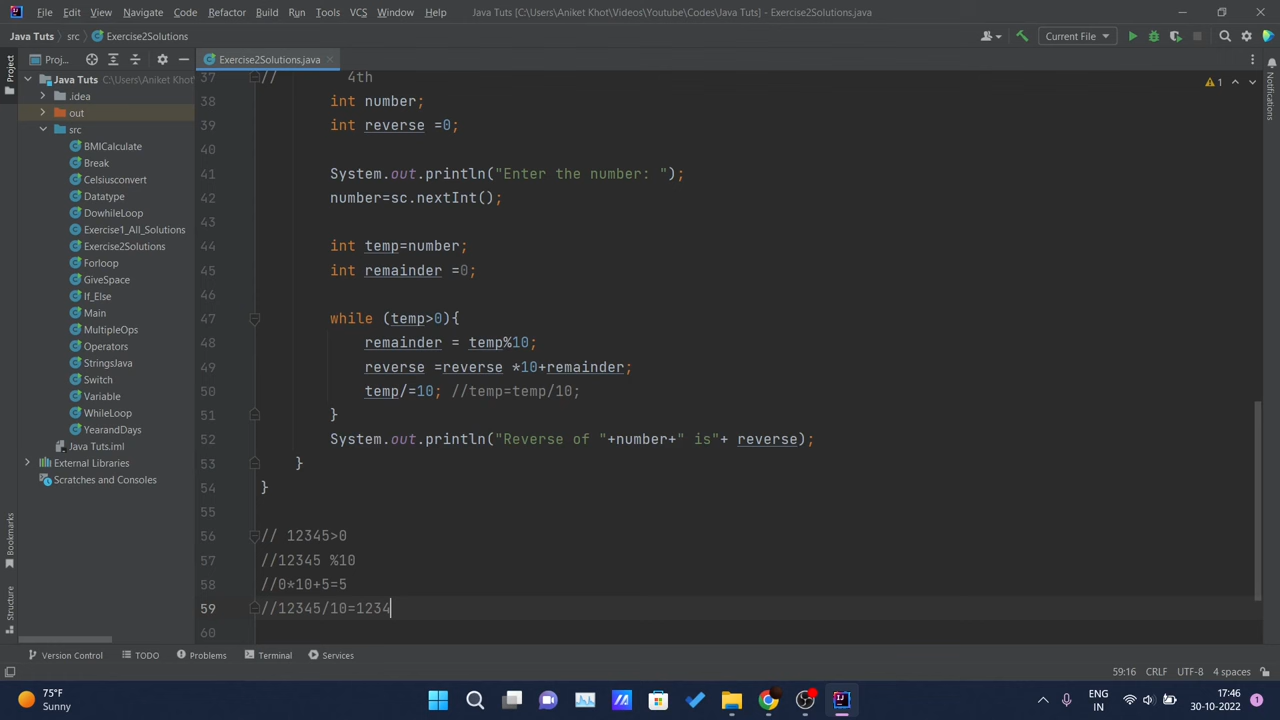 File Edit View Navigate Code Refactor Build Run Tools VCS Window Help Java Tuts [C:\Users\Aniket Khot\Videos\Youtube\Codes\Java Tuts] - Exercise2Solutions.java
Java Tuts src Exercise2Solutions Current File
Project Proj... Exercise2Solutions.java
Java Tuts C:\Users\Aniket Khot\
.idea
out
src
BMICalculate
Break
Celsiusconvert
Datatype
DowhileLoop
Exercise1_All_Solutions
Exercise2Solutions
Forloop
GiveSpace
If_Else
Main
MultipleOps
Operators
StringsJava
Switch
Variable
WhileLoop
YearandDays
Java Tuts.iml
External Libraries
Scratches and Consoles
Bookmarks
Structure
37 // 4th
38 int number;
39 int reverse =0;
40
41 System.out.println("Enter the number: ");
42 number=sc.nextInt();
43
44 int temp=number;
45 int remainder =0;
46
47 while (temp>0){
48 remainder = temp%10;
49 reverse =reverse *10+remainder;
50 temp/=10; //temp=temp/10;
51 }
52 System.out.println("Reverse of "+number+" is"+ reverse);
53 }
54 }
55
56 // 12345>0
57 //12345 %10
58 //0*10+5=5
59 //12345/10=1234
60
1
Notifications
Version Control TODO Problems Terminal Services
59:16 CRLF UTF-8 4 spaces
75°F
Sunny
ENG
IN
17:46
30-10-2022
1